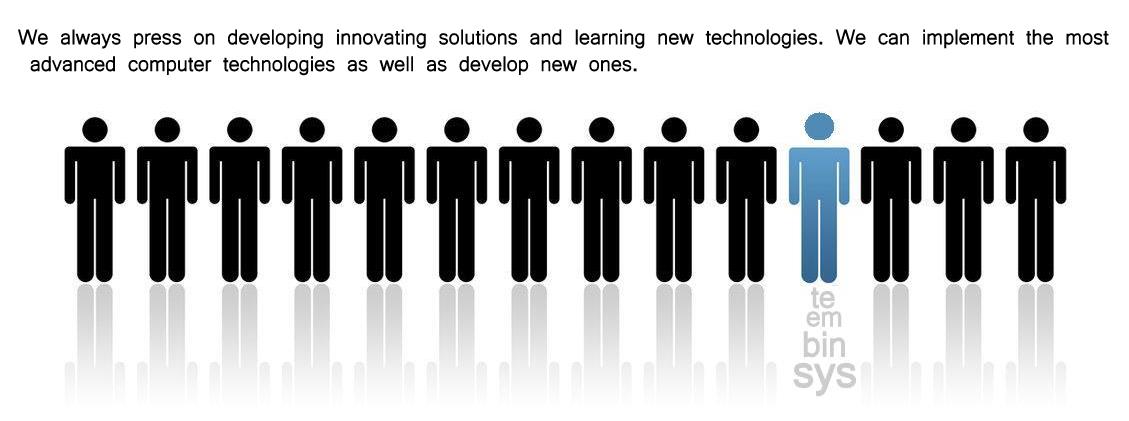 We always press on developing innovating solutions and learning new technologies. We can implement the most
advanced computer technologies as well as develop new ones.
te
em
bin
sys